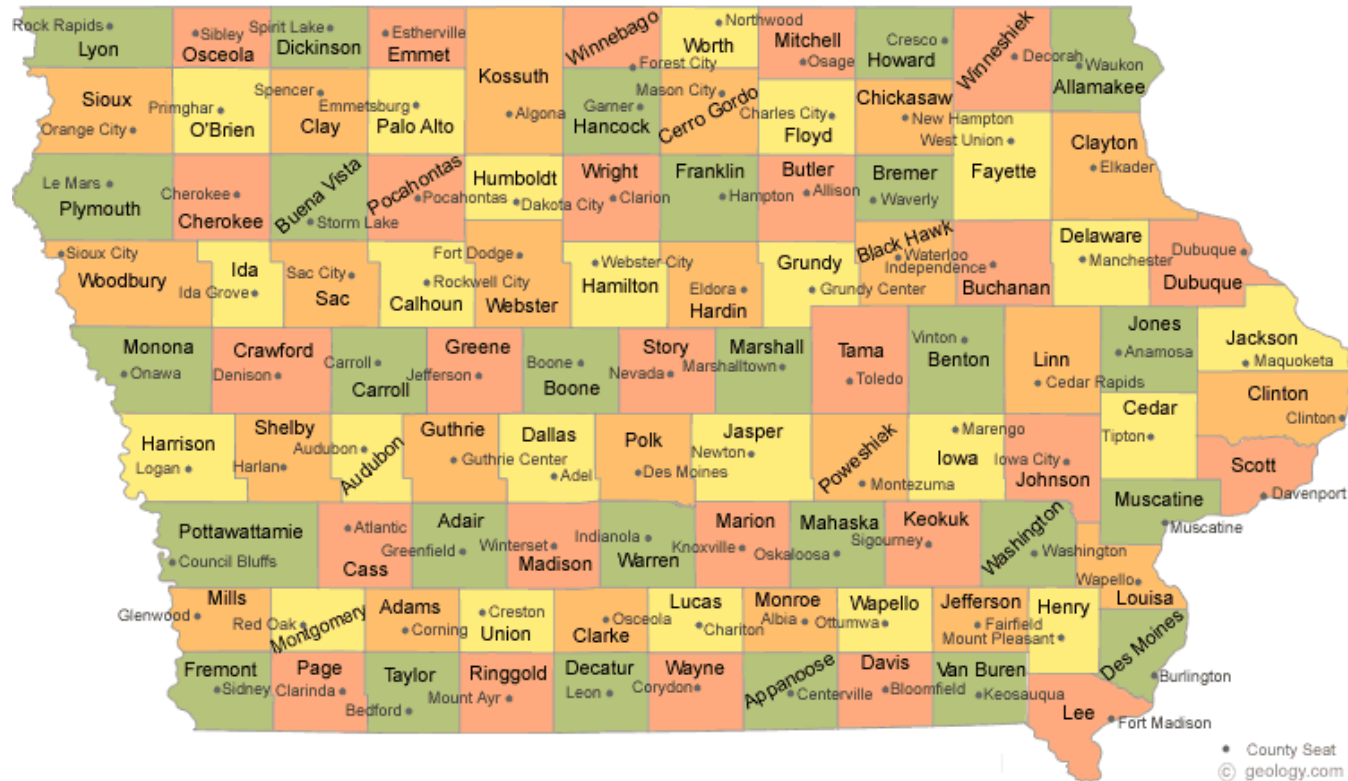 Rock Rapids
Lyon
Sibley
Osceola
Spirit Lake
Dickinson
Estherville
Emmet
Kossuth
Algona
Winnebago
Forest City
Northwood
Worth
Mitchell
Osage
Cresco
Howard
Winneshiek
Decorah
Waukon
Allamakee
Sioux
Orange City
Primghar
O'Brien
Spencer
Clay
Emmetsburg
Palo Alto
Garner
Hancock
Mason City
Cerro Gordo
Charles City
Floyd
Chickasaw
New Hampton
West Union
Fayette
Clayton
Elkader
Le Mars
Plymouth
Cherokee
Cherokee
Buena Vista
Storm Lake
Pocahontas
Pocahontas
Humboldt
Dakota City
Wright
Clarion
Franklin
Hampton
Butler
Allison
Bremer
Waverly
Sioux City
Woodbury
Ida
Ida Grove
Sac City
Sac
Rockwell City
Calhoun
Fort Dodge
Webster
Webster City
Hamilton
Eldora
Hardin
Grundy
Grundy Center
Black Hawk
Waterloo
Independence
Buchanan
Delaware
Manchester
Dubuque
Dubuque
Monona
Onawa
Crawford
Denison
Carroll
Carroll
Greene
Jefferson
Boone
Boone
Story
Nevada
Marshall
Marshalltown
Tama
Toledo
Vinton
Benton
Linn
Cedar Rapids
Jones
Anamosa
Jackson
Maquoketa
Clinton
Clinton
Harrison
Logan
Shelby
Harlan
Audubon
Audubon
Guthrie
Guthrie Center
Dallas
Adel
Polk
Des Moines
Jasper
Newton
Poweshiek
Montezuma
Marengo
Iowa
Iowa City
Johnson
Cedar
Tipton
Scott
Davenport
Muscatine
Muscatine
Pottawattamie
Council Bluffs
Atlantic
Cass
Adair
Greenfield
Winterset
Madison
Indianola
Warren
Marion
Knoxville
Mahaska
Oskaloosa
Keokuk
Sigourney
Washington
Washington
Wapello
Louisa
Glenwood
Mills
Red Oak
Montgomery
Adams
Corning
Creston
Union
Osceola
Clarke
Lucas
Chariton
Monroe
Albia
Wapello
Ottumwa
Jefferson
Fairfield
Henry
Mount Pleasant
Des Moines
Burlington
Fremont
Sidney
Page
Clarinda
Taylor
Bedford
Ringgold
Mount Ayr
Decatur
Leon
Wayne
Corydon
Appanoose
Centerville
Davis
Bloomfield
Van Buren
Keosauqua
Lee
Fort Madison
County Seat
© geology.com